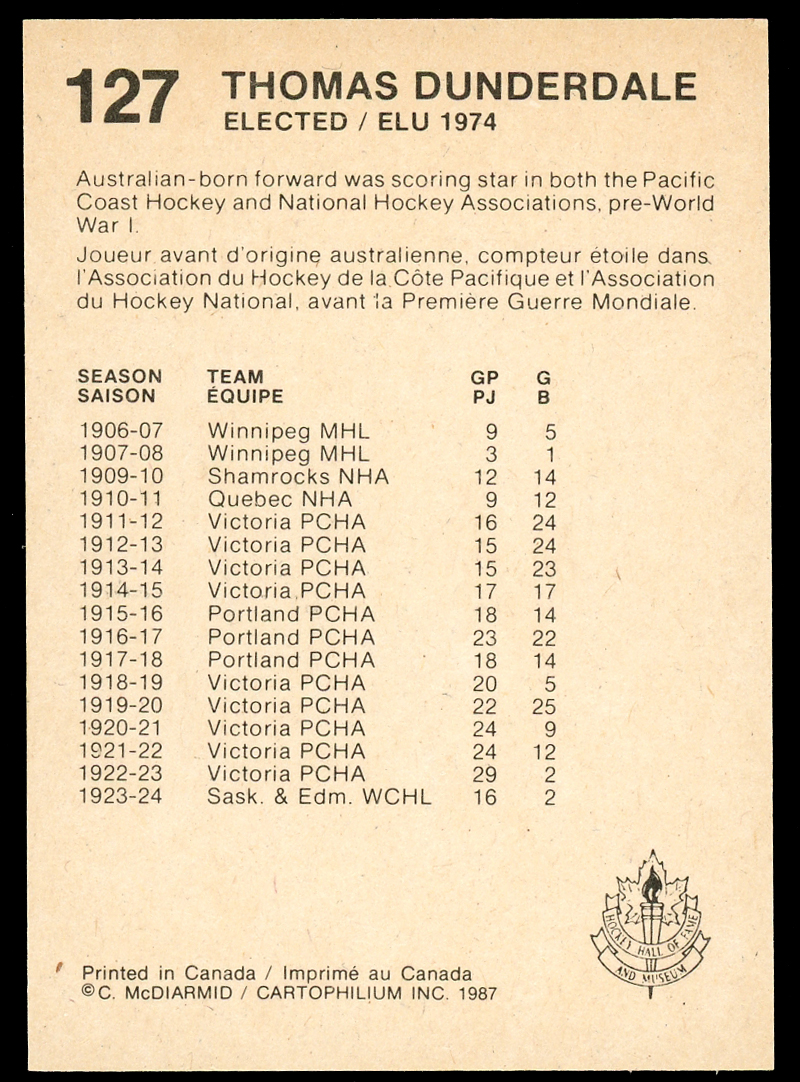 127 THOMAS DUNDERDALE
ELECTED / ELU 1974
Australian-born forward was scoring star in both the Pacific
Coast Hockey and National Hockey Associations, pre-World
War I.
Joueur avant d'origine australienne, compteur étoile dans
l'Association du Hockey de la Côte Pacifique et l'Association
du Hockey National, avant la Première Guerre Mondiale.
SEASON TEAM GP G
SAISON ÉQUIPE PJ B
1906-07 Winnipeg MHL 9 5
1907-08 Winnipeg MHL 3 1
1909-10 Shamrocks NHA 12 14
1910-11 Quebec NHA 9 12
1911-12 Victoria PCHA 16 24
1912-13 Victoria PCHA 15 24
1913-14 Victoria PCHA 15 23
1914-15 Victoria PCHA 17 17
1915-16 Portland PCHA 18 14
1916-17 Portland PCHA 23 22
1917-18 Portland PCHA 18 14
1918-19 Victoria PCHA 20 5
1919-20 Victoria PCHA 22 25
1920-21 Victoria PCHA 24 9
1921-22 Victoria PCHA 24 12
1922-23 Victoria PCHA 29 2
1923-24 Sask. & Edm. WCHL 16 2
HOCKEY HALL OF FAME
AND MUSEUM
Printed in Canada / Imprimé au Canada
©C. McDIARMID / CARTOPHILIUM INC. 1987